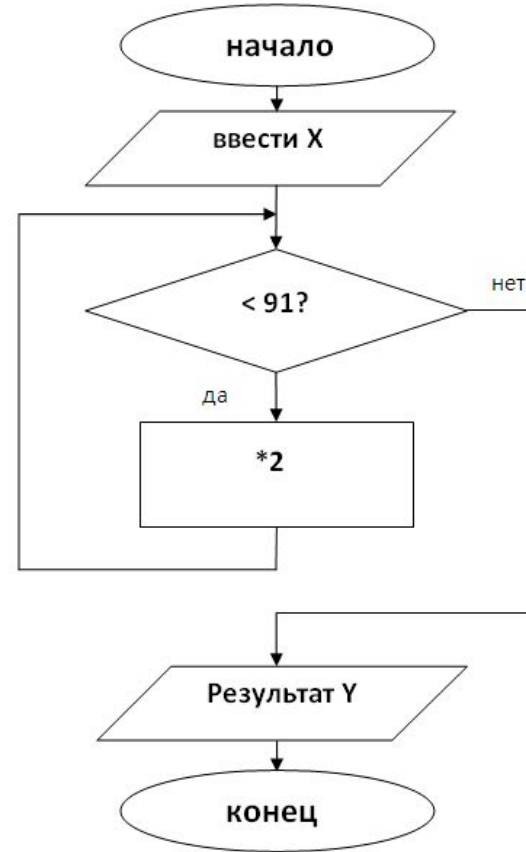 начало
ввести X
< 91?
нет
да
*2
Результат Y
конец